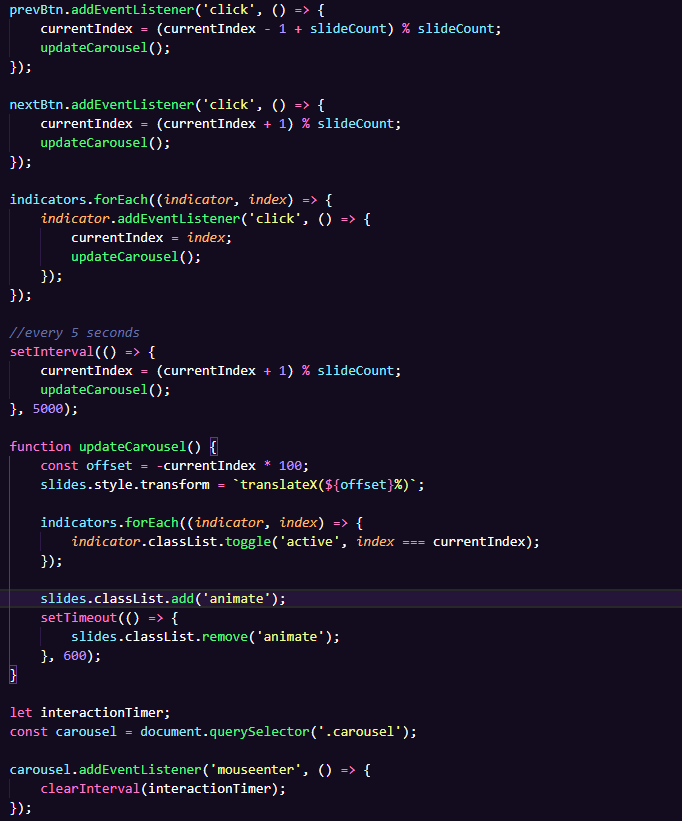 prevBtn.addEventListener('click', () => {
    currentIndex = (currentIndex - 1 + slideCount) % slideCount;
    updateCarousel();
});

nextBtn.addEventListener('click', () => {
    currentIndex = (currentIndex + 1) % slideCount;
    updateCarousel();
});

indicators.forEach((indicator, index) => {
    indicator.addEventListener('click', () => {
        currentIndex = index;
        updateCarousel();
    });
});

//every 5 seconds
setInterval(() => {
    currentIndex = (currentIndex + 1) % slideCount;
    updateCarousel();
}, 5000);

function updateCarousel() {
    const offset = -currentIndex * 100;
    slides.style.transform = `translateX(${offset}%)`;

    indicators.forEach((indicator, index) => {
        indicator.classList.toggle('active', index === currentIndex);
    });

    slides.classList.add('animate');
    setTimeout(() => {
        slides.classList.remove('animate');
    }, 600);
}

let interactionTimer;
const carousel = document.querySelector('.carousel');

carousel.addEventListener('mouseenter', () => {
    clearInterval(interactionTimer);
});